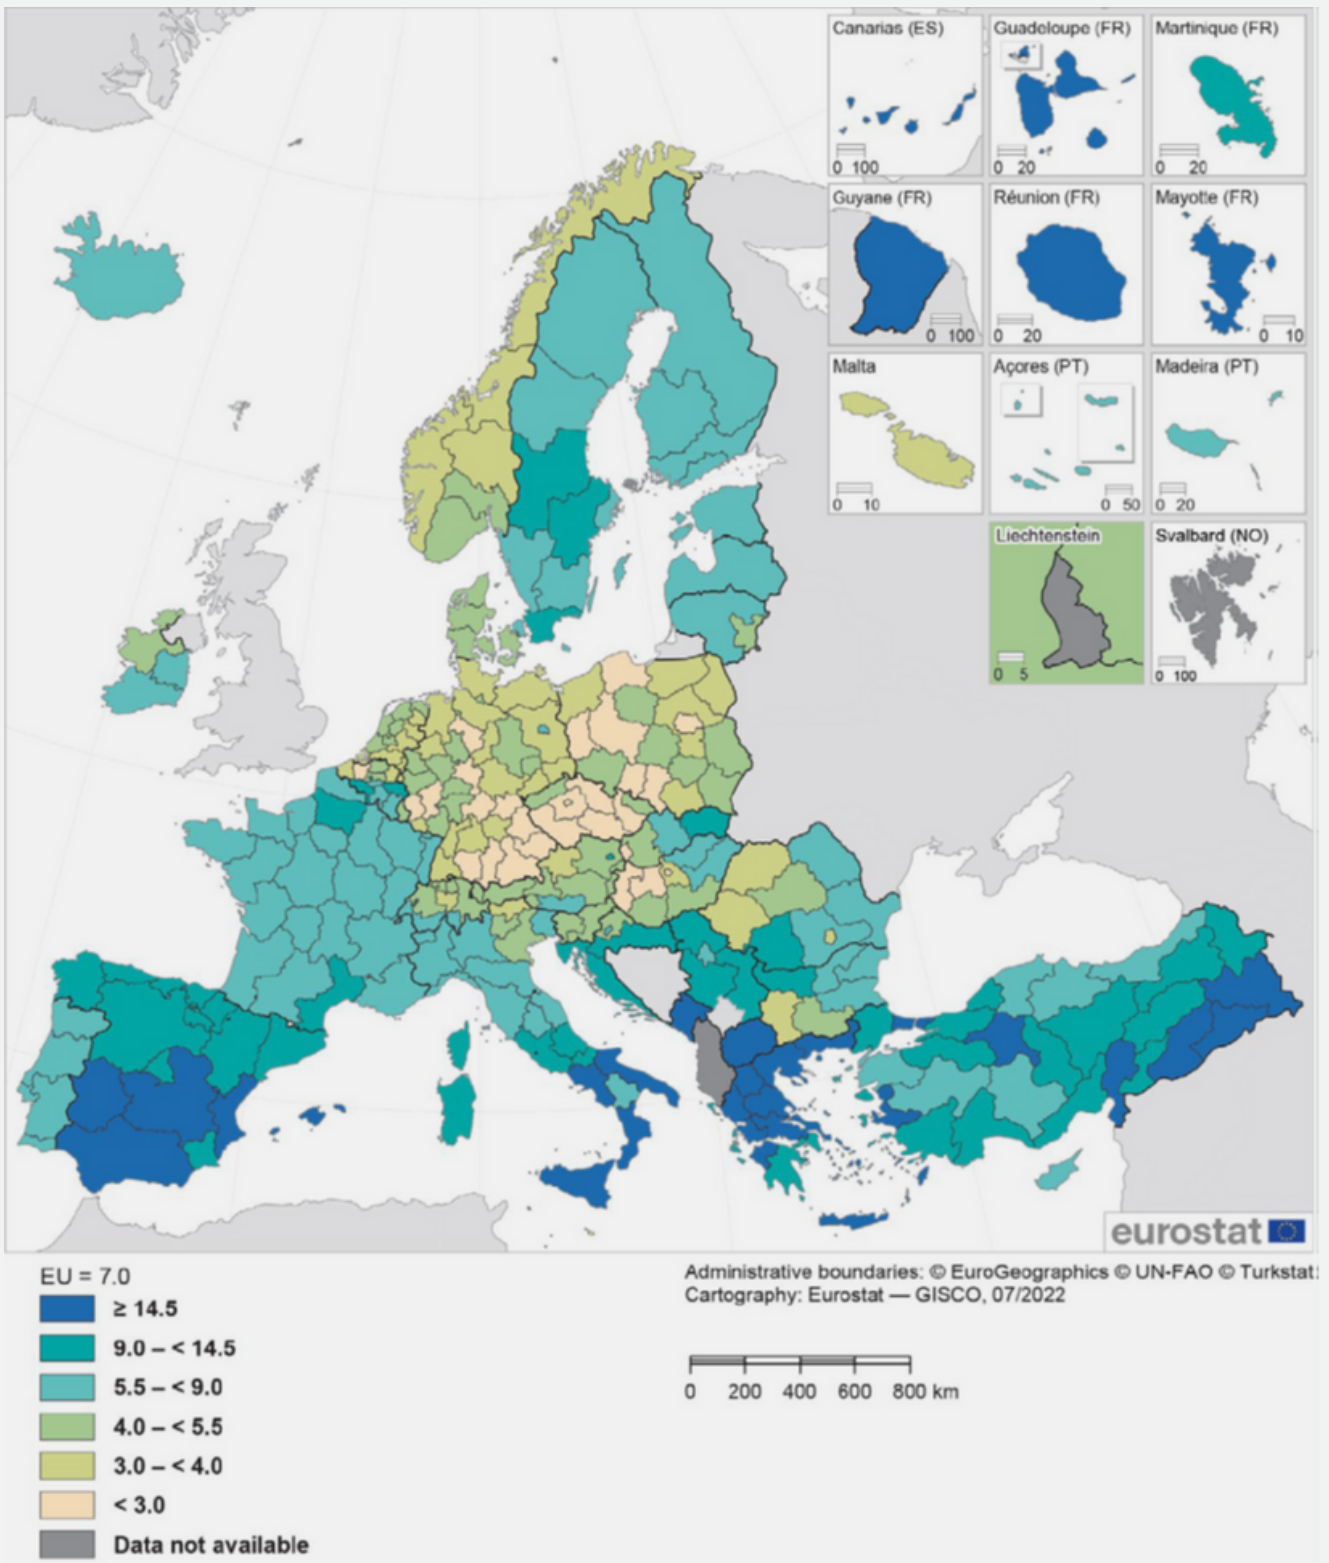 Canarias (ES)
0 100
Guadeloupe (FR)
0 20
Martinique (FR)
0 20
Guyane (FR)
0 100
Réunion (FR)
0 20
Mayotte (FR)
0 10
Malta
0 10
Açores (PT)
0 50
Madeira (PT)
0 20
Liechtenstein
0 5
Svalbard (NO)
0 100
eurostat
EU = 7.0
≥ 14.5
9.0 – < 14.5
5.5 – < 9.0
4.0 – < 5.5
3.0 – < 4.0
< 3.0
Data not available
Administrative boundaries: © EuroGeographics © UN-FAO © Turkstat
Cartography: Eurostat — GISCO, 07/2022
0 200 400 600 800 km